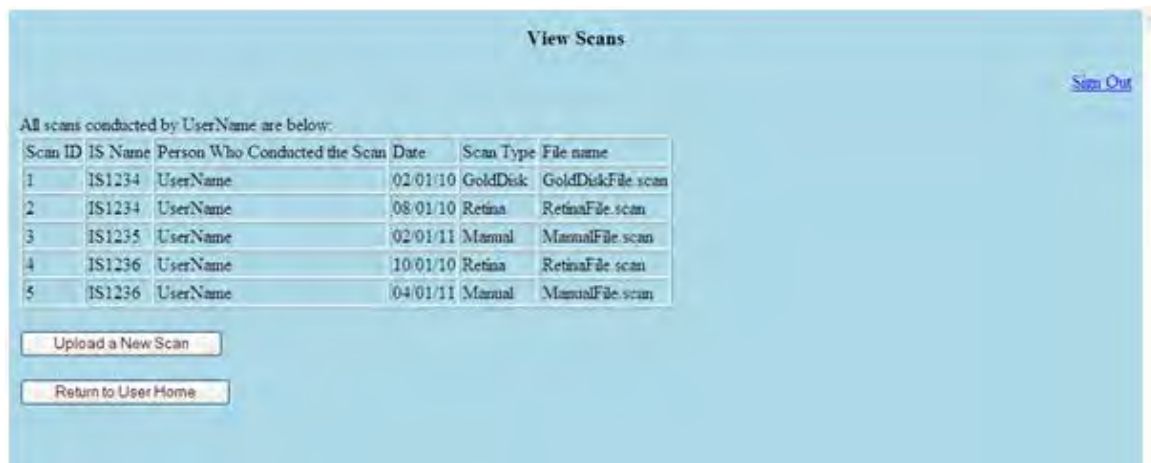 View Scans
Sign Out
All scans conducted by UserName are below:
Scan ID IS Name Person Who Conducted the Scan Date Scan Type File name
1 IS1234 UserName 02/01/10 GoldDisk GoldDiskFile.scan
2 IS1234 UserName 08/01/10 Retina RetinaFile.scan
3 IS1235 UserName 02/01/11 Manual ManualFile.scan
4 IS1236 UserName 10/01/10 Retina RetinaFile.scan
5 IS1236 UserName 04/01/11 Manual ManualFile.scan
Upload a New Scan
Return to User Home